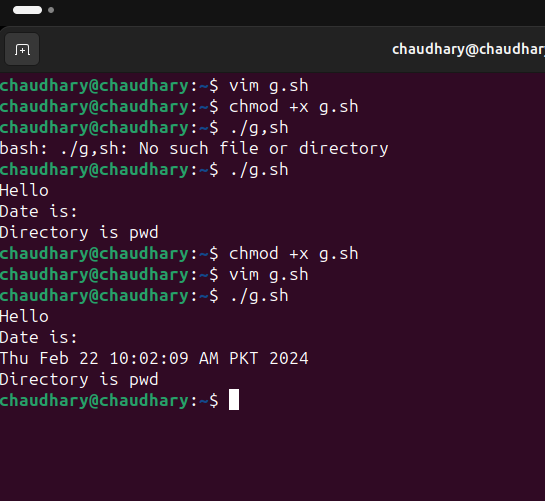 chaudhary@chaudhar
chaudhary@chaudhary:~$ vim g.sh
chaudhary@chaudhary:~$ chmod +x g.sh
chaudhary@chaudhary:~$ ./g,sh
bash: ./g,sh: No such file or directory
chaudhary@chaudhary:~$ ./g.sh
Hello
Date is:
Directory is pwd
chaudhary@chaudhary:~$ chmod +x g.sh
chaudhary@chaudhary:~$ vim g.sh
chaudhary@chaudhary:~$ ./g.sh
Hello
Date is:
Thu Feb 22 10:02:09 AM PKT 2024
Directory is pwd
chaudhary@chaudhary:~$